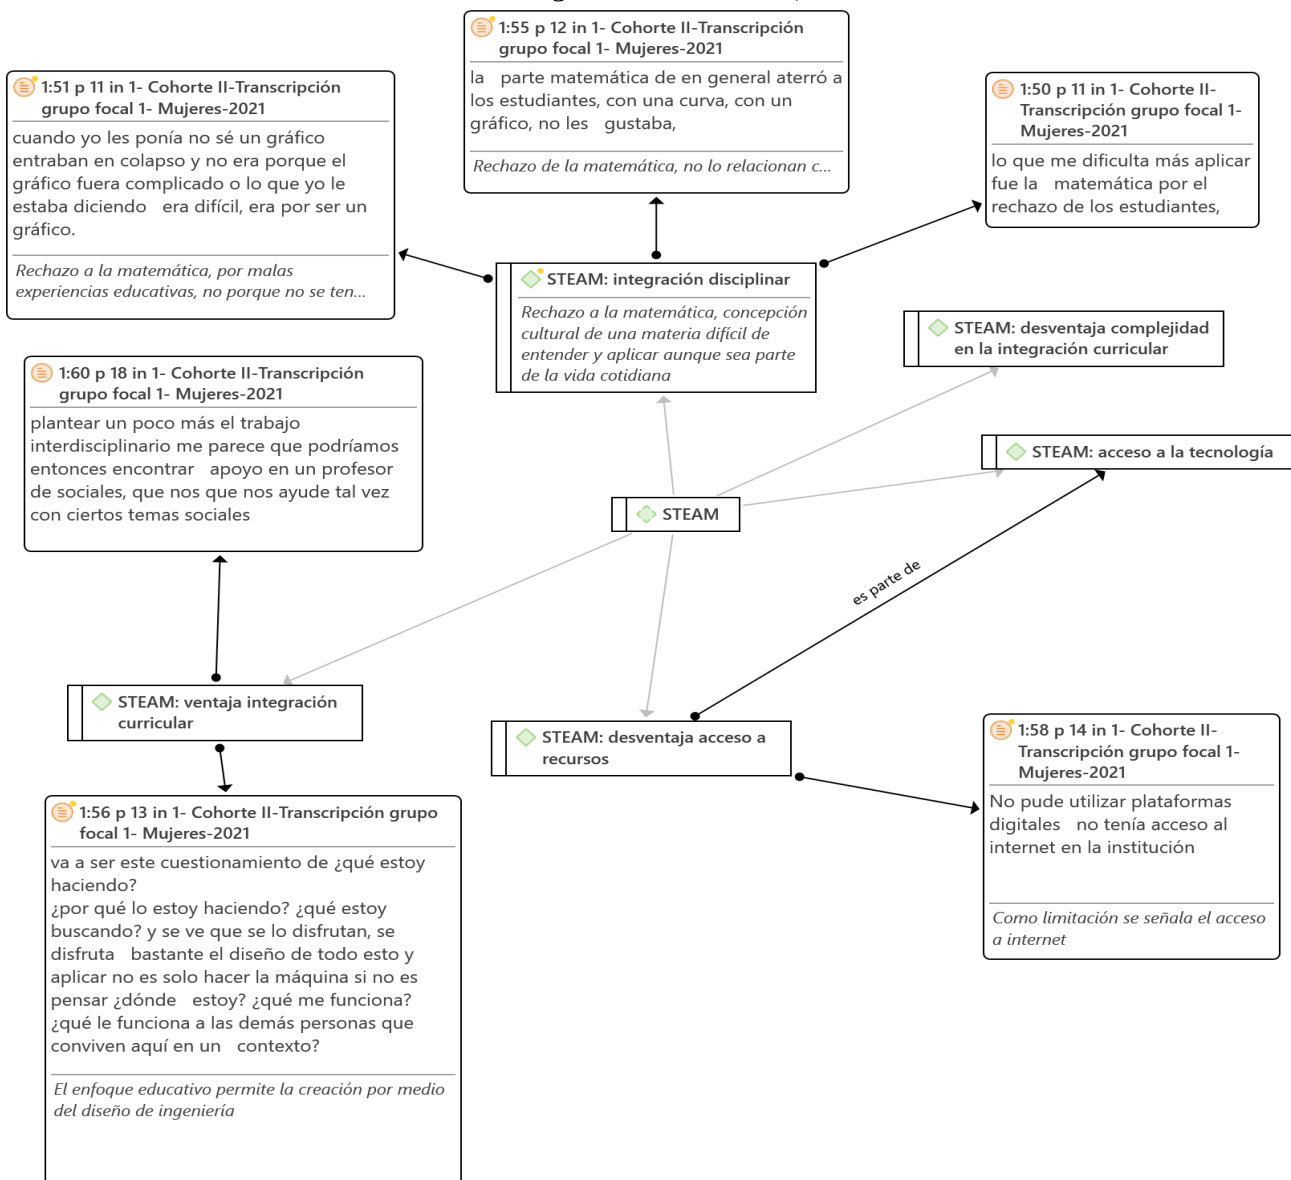 1:55 p 12 in 1- Cohorte II-Transcripción
grupo focal 1- Mujeres-2021
la parte matemática de en general aterró a
los estudiantes, con una curva, con un
gráfico, no les gustaba,
Rechazo de la matemática, no lo relacionan c...
1:51 p 11 in 1- Cohorte II-Transcripción
grupo focal 1- Mujeres-2021
cuando yo les ponía no sé un gráfico
entraban en colapso y no era porque el
gráfico fuera complicado o lo que yo le
estaba diciendo era difícil, era por ser un
gráfico.
Rechazo a la matemática, por malas
experiencias educativas, no porque no se ten...
1:50 p 11 in 1- Cohorte II-
Transcripción grupo focal 1-
Mujeres-2021
lo que me dificulta más aplicar
fue la matemática por el
rechazo de los estudiantes,
STEAM: integración disciplinar
Rechazo a la matemática, concepción
cultural de una materia difícil de
entender y aplicar aunque sea parte
de la vida cotidiana
STEAM: desventaja complejidad
en la integración curricular
1:60 p 18 in 1- Cohorte II-Transcripción
grupo focal 1- Mujeres-2021
plantear un poco más el trabajo
interdisciplinario me parece que podríamos
entonces encontrar apoyo en un profesor
de sociales, que nos que nos ayude tal vez
con ciertos temas sociales
STEAM: acceso a la tecnología
STEAM
es parte de
STEAM: ventaja integración
curricular
STEAM: desventaja acceso a
recursos
1:58 p 14 in 1- Cohorte II-
Transcripción grupo focal 1-
Mujeres-2021
No pude utilizar plataformas
digitales no tenía acceso al
internet en la institución
Como limitación se señala el acceso
a internet
1:56 p 13 in 1- Cohorte II-Transcripción grupo
focal 1- Mujeres-2021
va a ser este cuestionamiento de ¿qué estoy
haciendo?
¿por qué lo estoy haciendo? ¿qué estoy
buscando? y se ve que se lo disfrutan, se
disfruta bastante el diseño de todo esto y
aplicar no es solo hacer la máquina si no es
pensar ¿dónde estoy? ¿qué me funciona?
¿qué le funciona a las demás personas que
conviven aquí en un contexto?
El enfoque educativo permite la creación por medio
del diseño de ingeniería